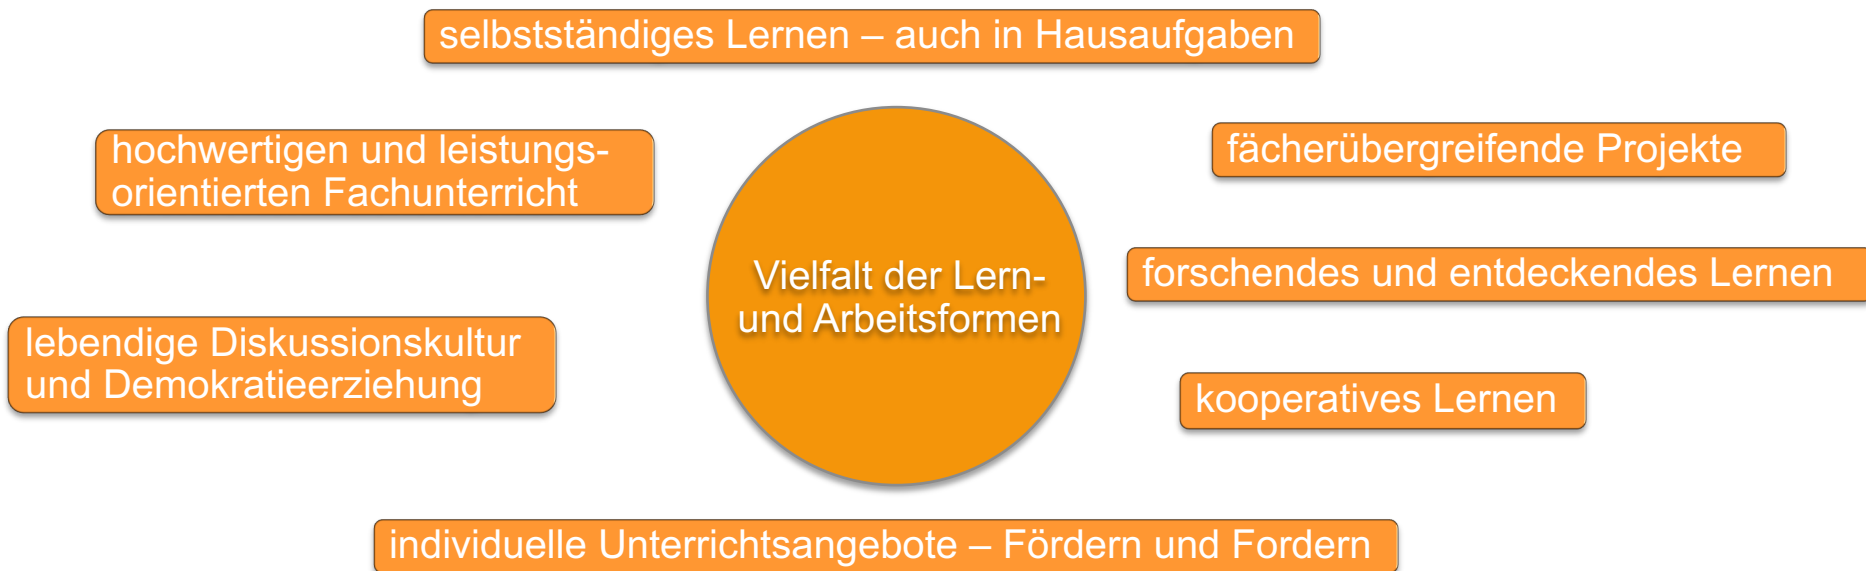 selbstständiges Lernen – auch in Hausaufgaben
hochwertigen und leistungs-
orientierten Fachunterricht
fächerübergreifende Projekte
Vielfalt der Lern-
und Arbeitsformen
forschendes und entdeckendes Lernen
lebendige Diskussionskultur
und Demokratieerziehung
kooperatives Lernen
individuelle Unterrichtsangebote – Fördern und Fordern